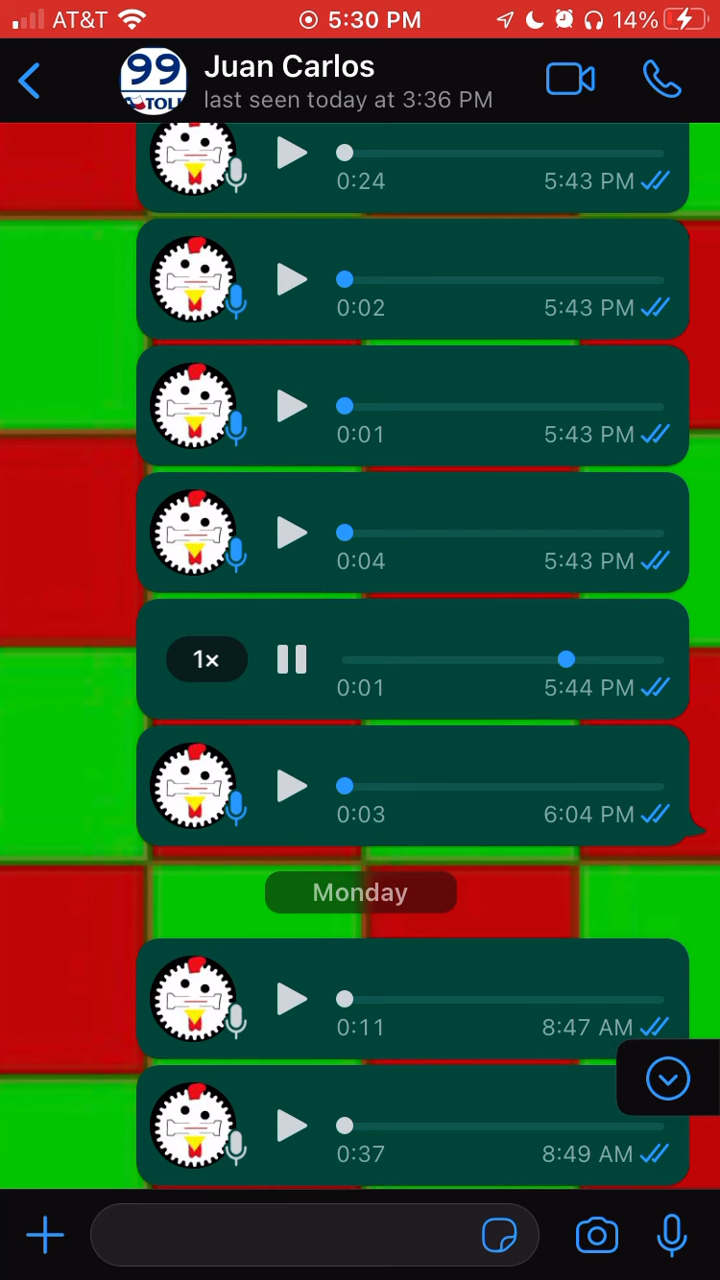 AT&T 5:30 PM 14%
99
TOLL
Juan Carlos
last seen today at 3:36 PM
0:24 5:43 PM
0:02 5:43 PM
0:01 5:43 PM
0:04 5:43 PM
1× 0:01 5:44 PM
0:03 6:04 PM
Monday
0:11 8:47 AM
0:37 8:49 AM